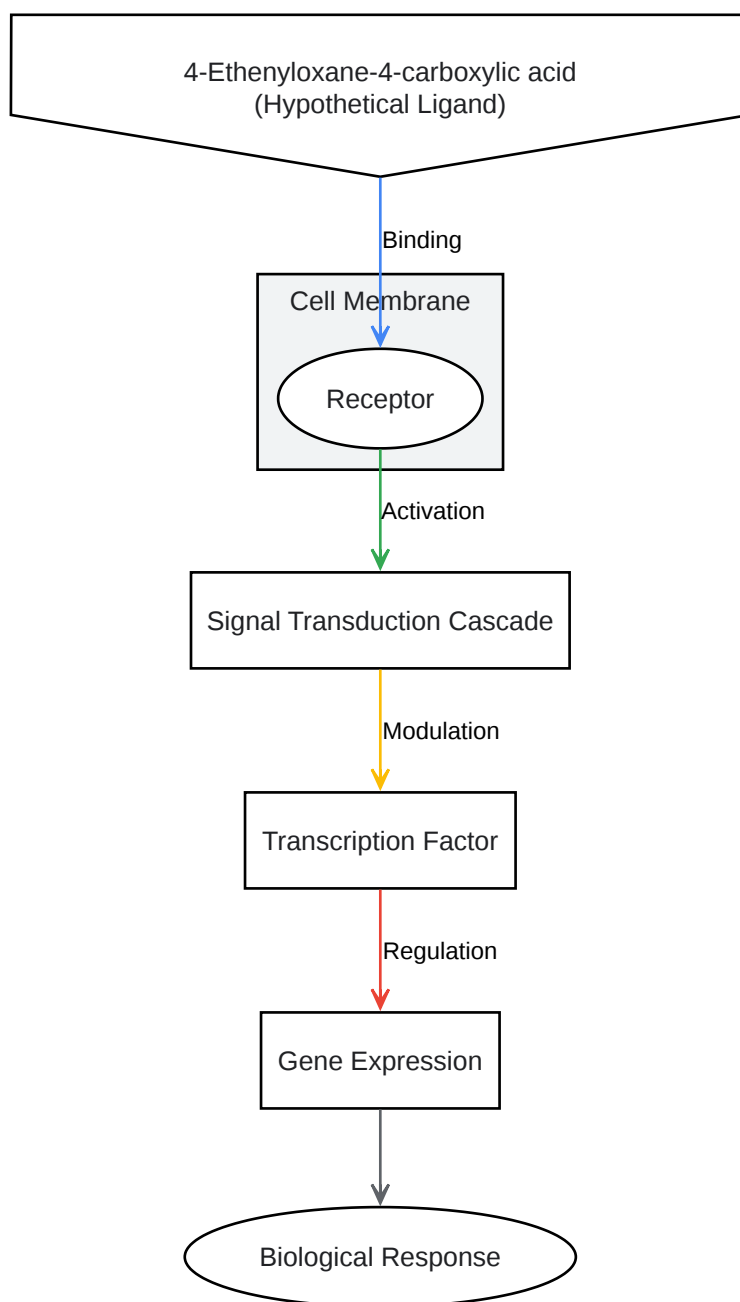 4-Ethenyloxane-4-carboxylic acid
(Hypothetical Ligand)
Binding
Cell Membrane
Receptor
Activation
Signal Transduction Cascade
Modulation
Transcription Factor
Regulation
Gene Expression
Biological Response